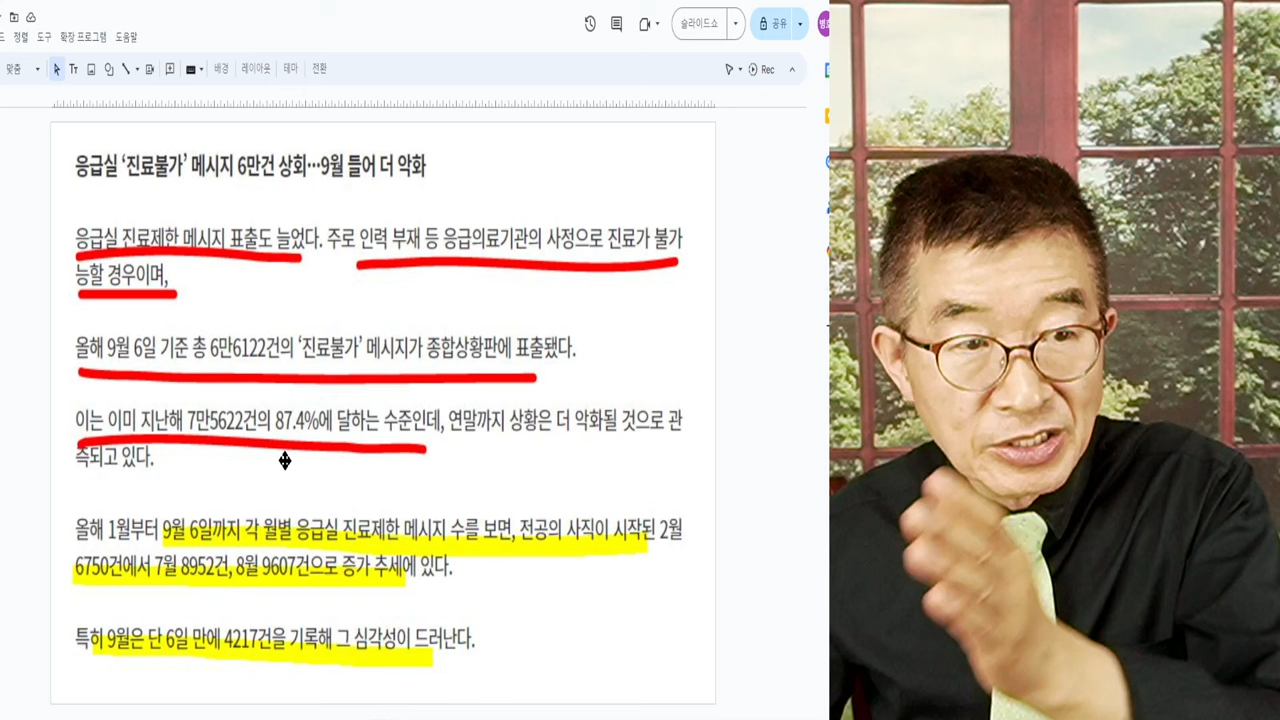 정렬 도구 확장 프로그램 도움말
슬라이드쇼
공유
맞춤
배경 레이아웃 테마 전환
Rec
응급실 ‘진료불가’ 메시지 6만건 상회…9월 들어 더 악화
응급실 진료제한 메시지 표출도 늘었다. 주로 인력 부재 등 응급의료기관의 사정으로 진료가 불가
능할 경우이며,
올해 9월 6일 기준 총 6만6122건의 ‘진료불가’ 메시지가 종합상황판에 표출됐다.
이는 이미 지난해 7만5622건의 87.4%에 달하는 수준인데, 연말까지 상황은 더 악화될 것으로 관
측되고 있다.
올해 1월부터 9월 6일까지 각 월별 응급실 진료제한 메시지 수를 보면, 전공의 사직이 시작된 2월
6750건에서 7월 8952건, 8월 9607건으로 증가 추세에 있다.
특히 9월은 단 6일 만에 4217건을 기록해 그 심각성이 드러난다.